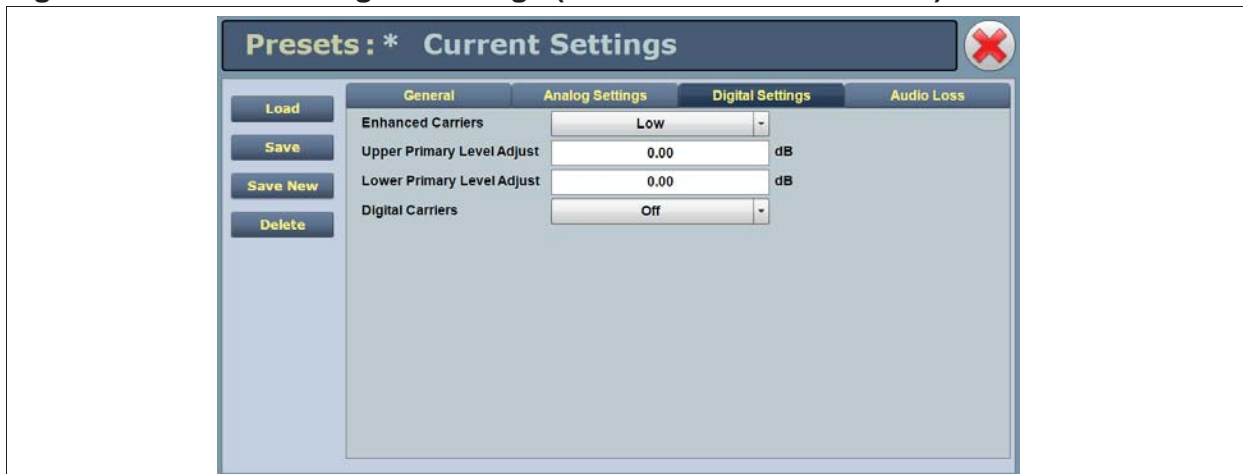 Presets: * Current Settings
Load
Save
Save New
Delete
General Analog Settings Digital Settings Audio Loss
Enhanced Carriers Low
Upper Primary Level Adjust 0.00 dB
Lower Primary Level Adjust 0.00 dB
Digital Carriers Off